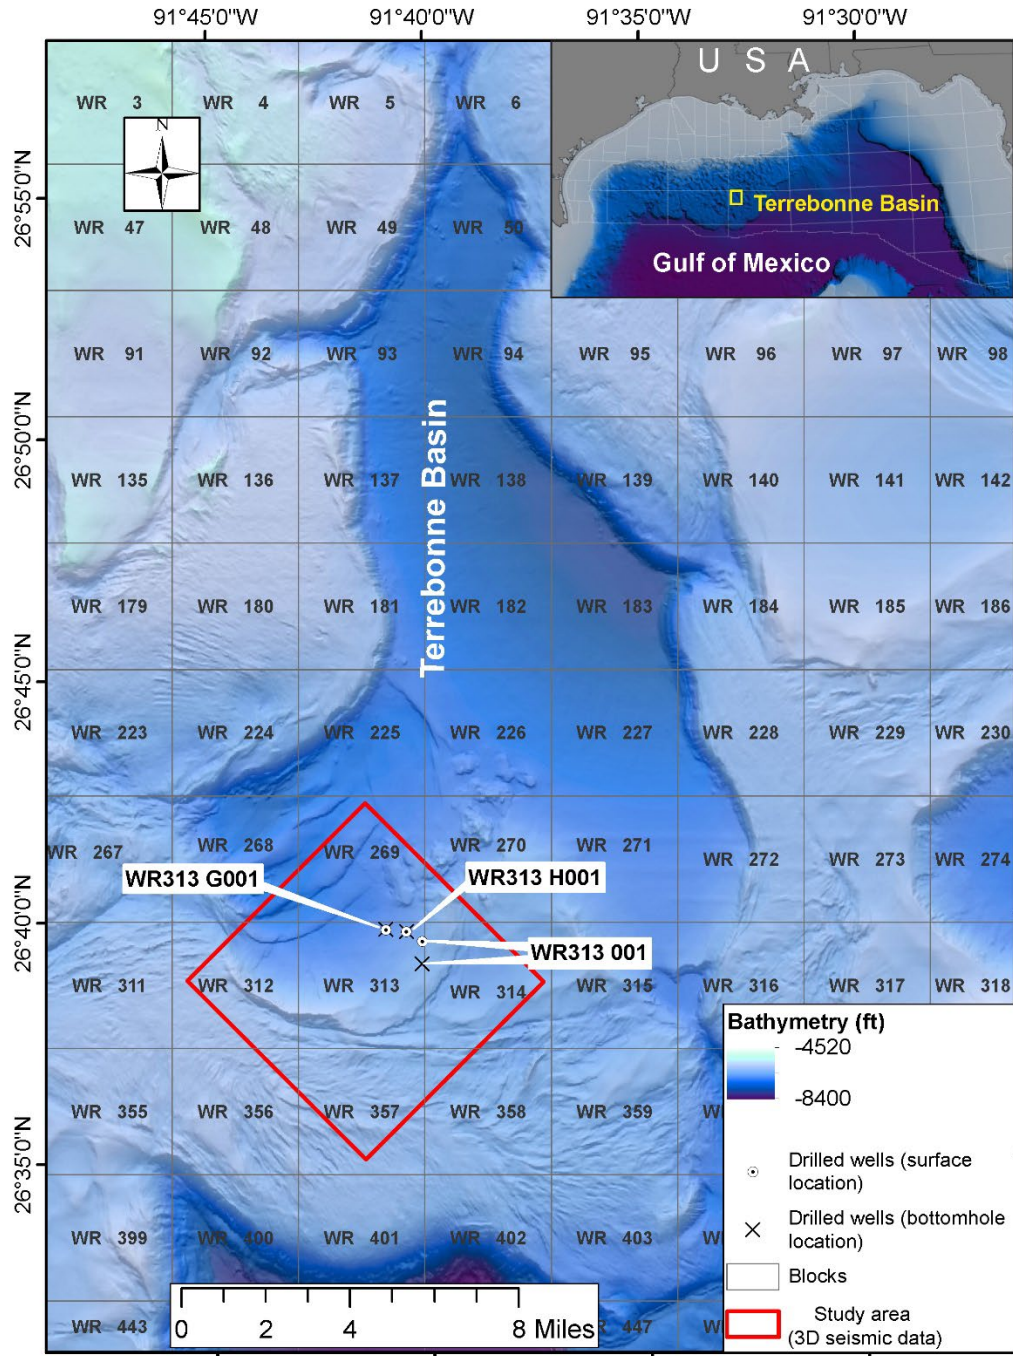 91°45'0"W 91°40'0"W 91°35'0"W 91°30'0"W
U S A
Terrebonne Basin
Gulf of Mexico
N
WR 3 WR 4 WR 5 WR 6
26°55'0"N
WR 47 WR 48 WR 49 WR 50
WR 91 WR 92 WR 93 WR 94 WR 95 WR 96 WR 97 WR 98
26°50'0"N
Terrebonne Basin
WR 135 WR 136 WR 137 WR 138 WR 139 WR 140 WR 141 WR 142
WR 179 WR 180 WR 181 WR 182 WR 183 WR 184 WR 185 WR 186
26°45'0"N
WR 223 WR 224 WR 225 WR 226 WR 227 WR 228 WR 229 WR 230
WR 267 WR 268 WR 269 WR 270 WR 271 WR 272 WR 273 WR 274
WR313 G001
WR313 H001
26°40'0"N
WR313 001
WR 311 WR 312 WR 313 WR 314 WR 315 WR 316 WR 317 WR 318
WR 355 WR 356 WR 357 WR 358 WR 359 W
26°35'0"N
WR 399 WR 400 WR 401 WR 402 WR 403 W
WR 443 447 W
0 2 4 8 Miles
Bathymetry (ft)
-4520
-8400
Drilled wells (surface
location)
Drilled wells (bottomhole
location)
Blocks
Study area
(3D seismic data)